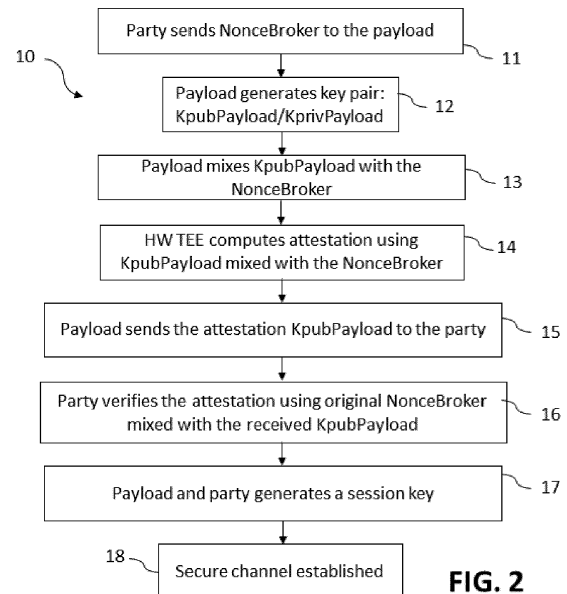 Party sends NonceBroker to the payload
11
10
Payload generates key pair:
KpubPayload/KprivPayload
12
Payload mixes KpubPayload with the
NonceBroker
13
HW TEE computes attestation using
KpubPayload mixed with the NonceBroker
14
Payload sends the attestation KpubPayload to the party
15
Party verifies the attestation using original NonceBroker
mixed with the received KpubPayload
16
Payload and party generates a session key
17
18
Secure channel established
FIG. 2